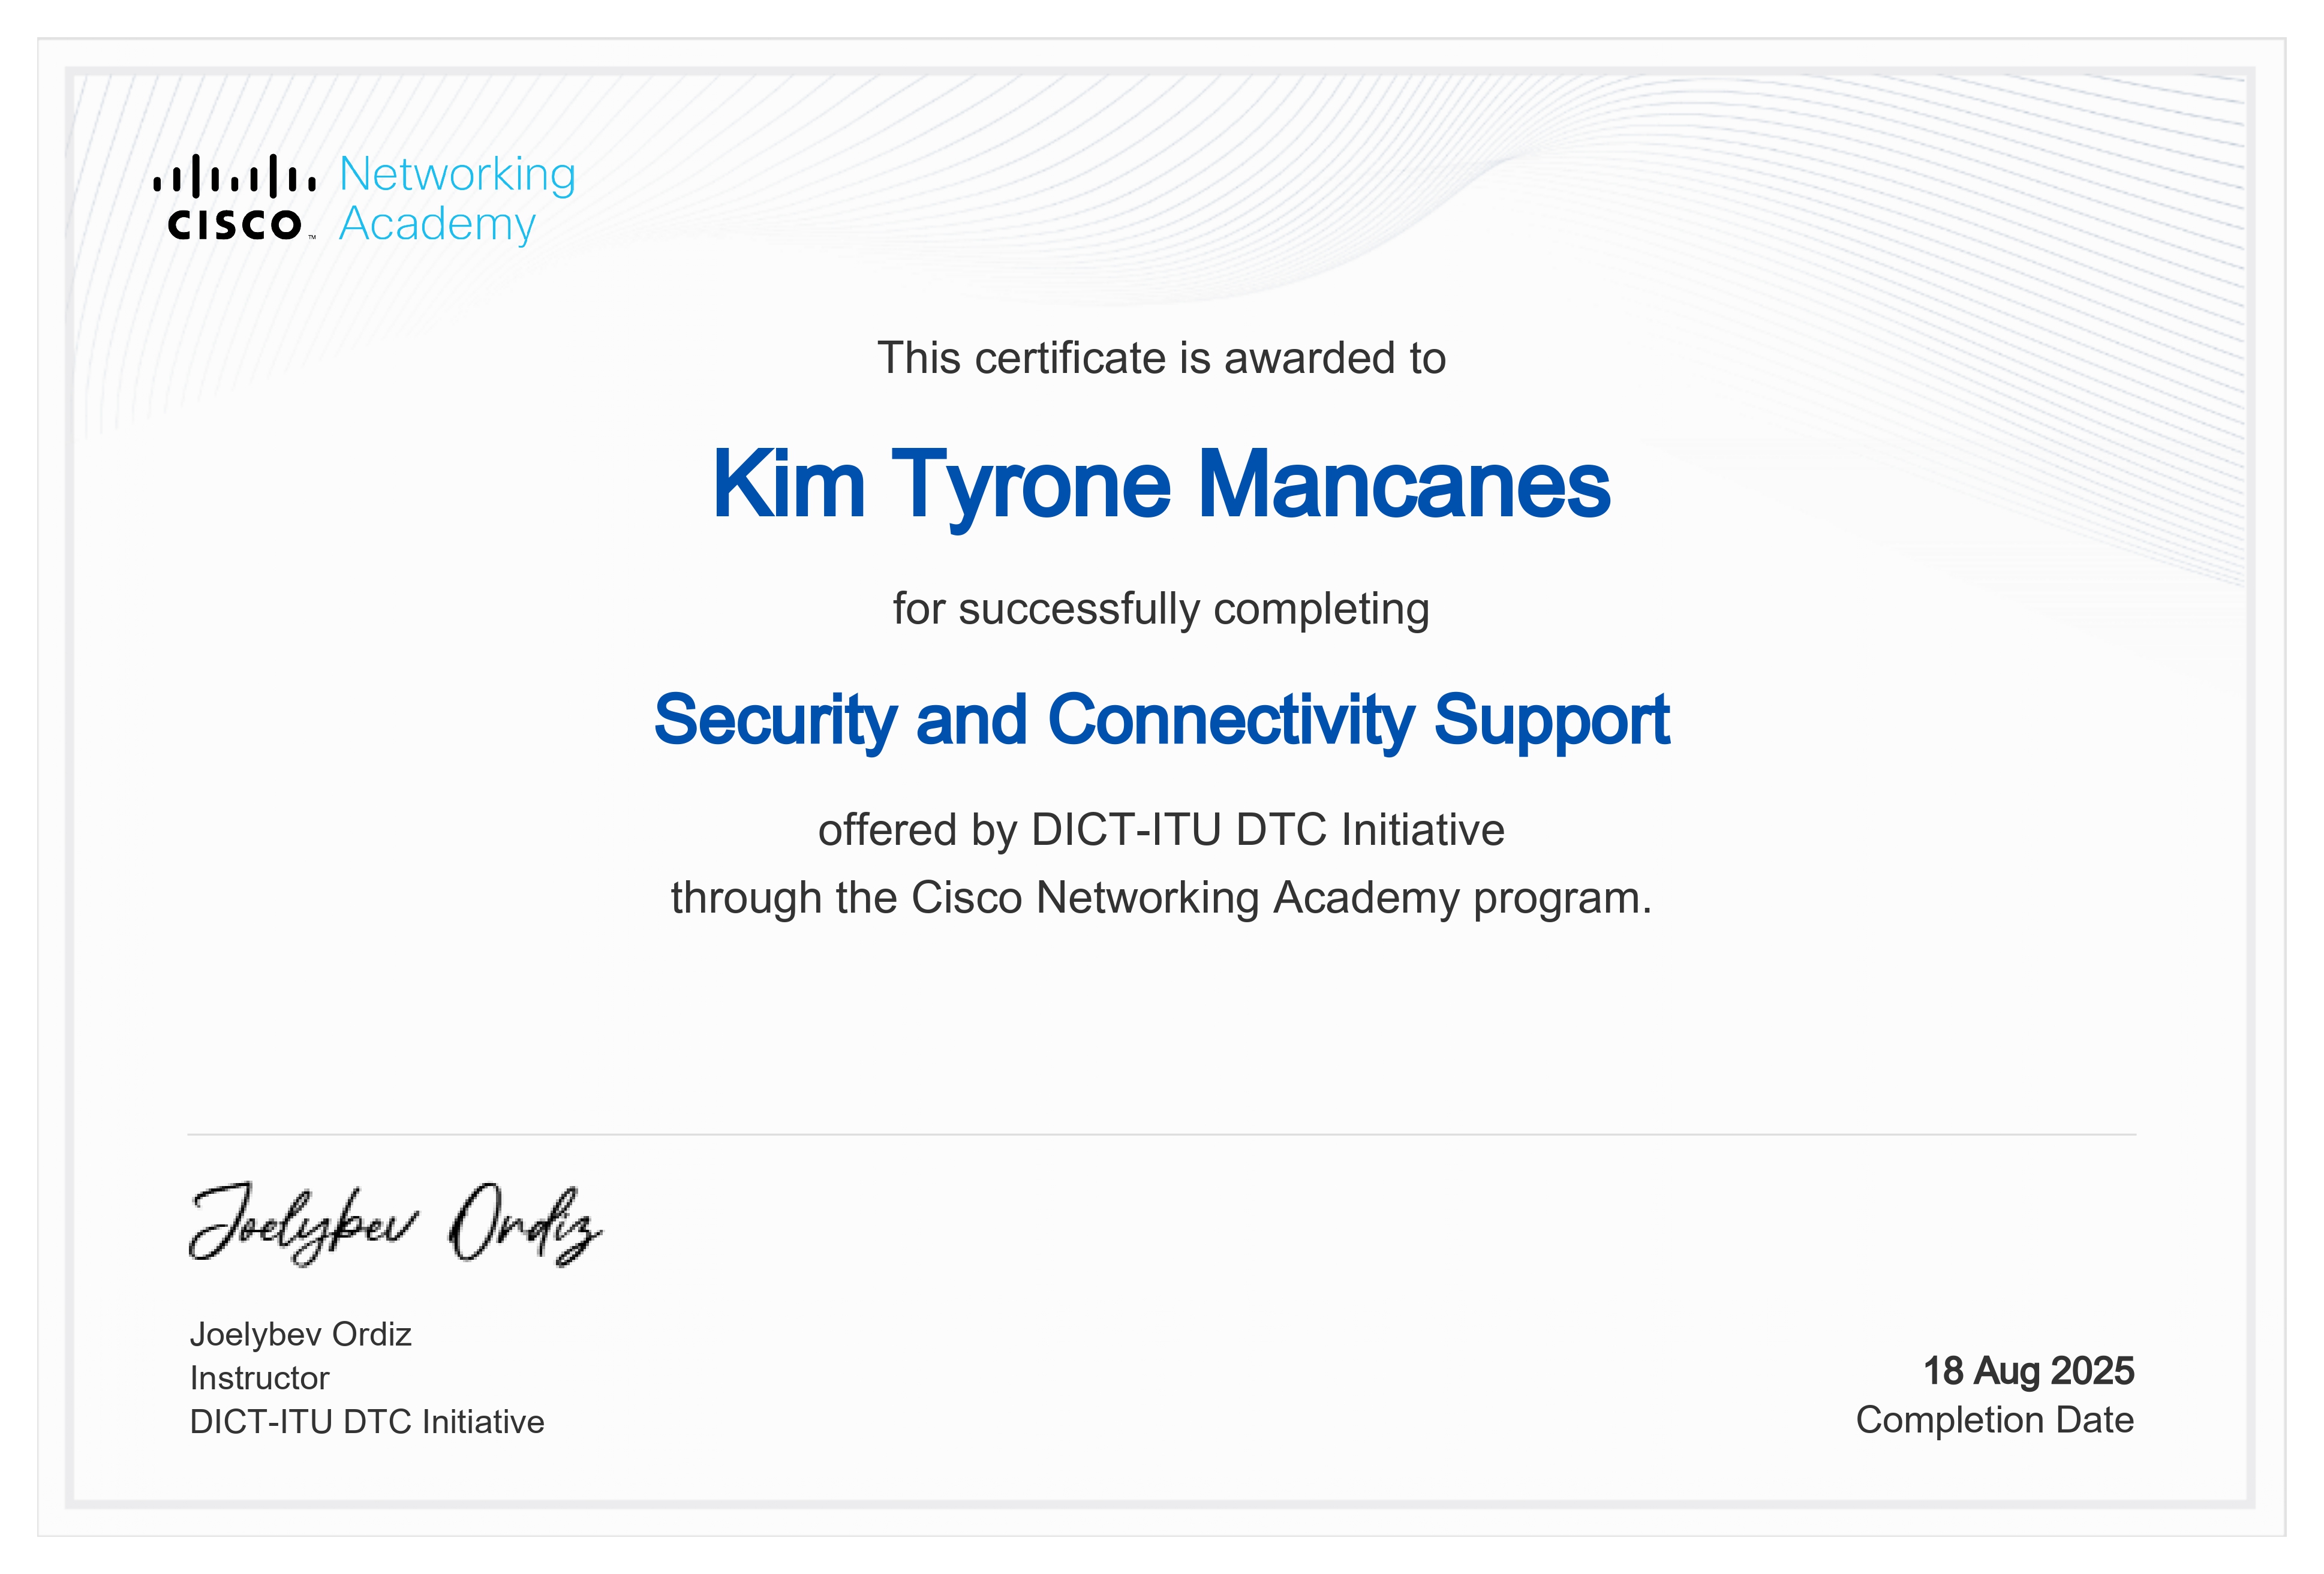 Networking
Academy
CISCO™
This certificate is awarded to
Kim Tyrone Mancanes
for successfully completing
Security and Connectivity Support
offered by DICT-ITU DTC Initiative
through the Cisco Networking Academy program.
Joelybev Ordiz
Joelybev Ordiz
Instructor
DICT-ITU DTC Initiative
18 Aug 2025
Completion Date